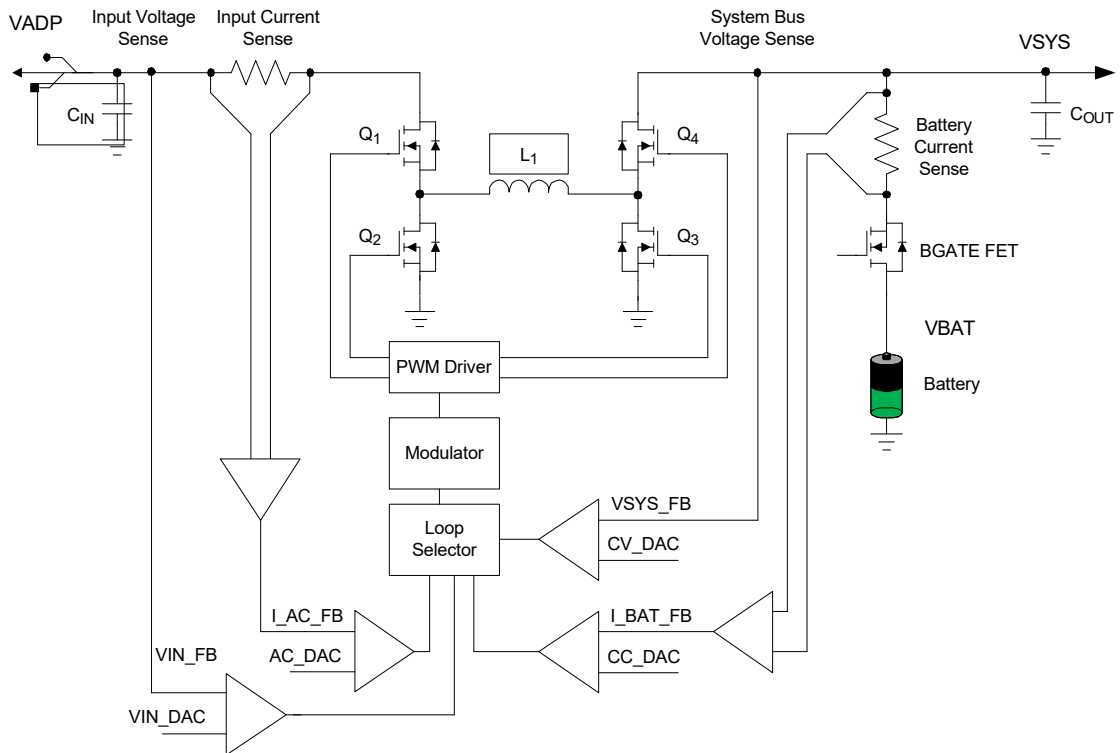 VADP
Input Voltage
Sense
Input Current
Sense
System Bus
Voltage Sense
VSYS
CIN
Q1
L1
Q4
Battery
Current
Sense
COUT
Q2
Q3
BGATE FET
VBAT
Battery
PWM Driver
Modulator
Loop
Selector
VSYS_FB
CV_DAC
I_AC_FB
AC_DAC
I_BAT_FB
CC_DAC
VIN_FB
VIN_DAC